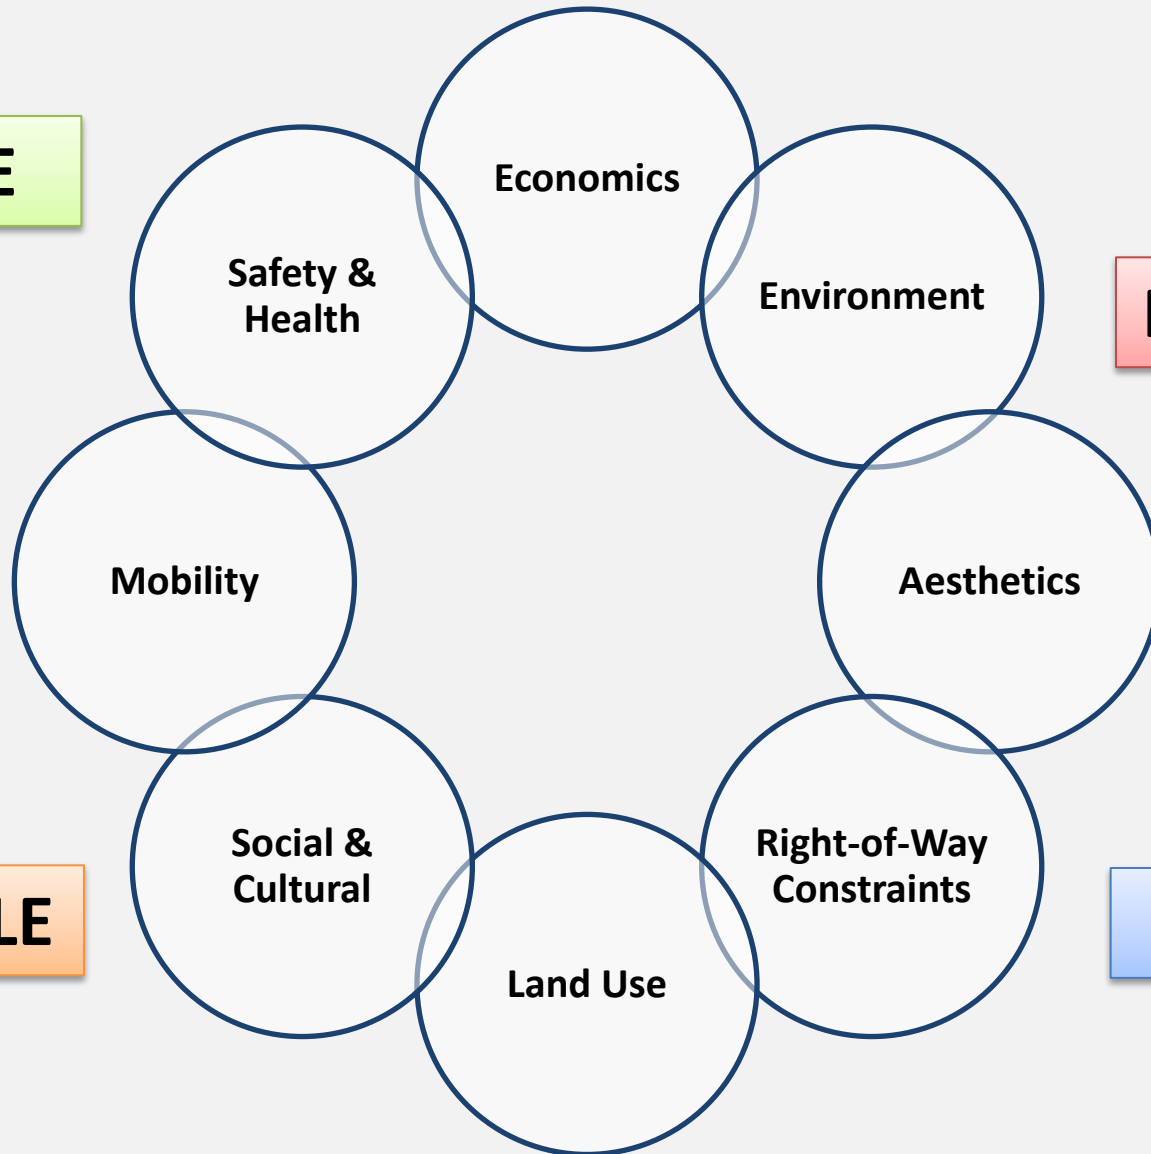 E
Economics
Safety &
Health
Environment
Mobility
Aesthetics
Social &
Cultural
Right-of-Way
Constraints
LE
Land Use